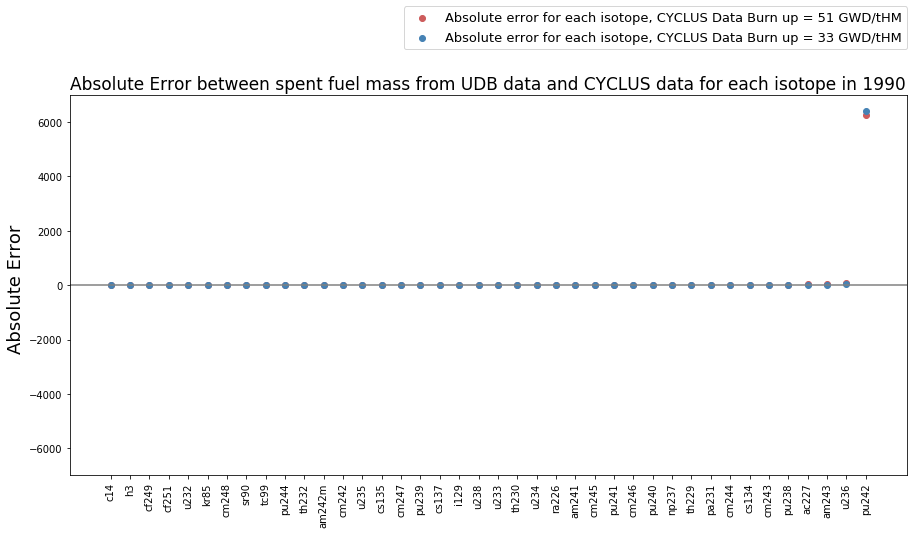 Absolute error for each isotope, CYCLUS Data Burn up = 51 GWD/tHM
Absolute error for each isotope, CYCLUS Data Burn up = 33 GWD/tHM
Absolute Error between spent fuel mass from UDB data and CYCLUS data for each isotope in 1990
Absolute Error
6000
4000
2000
0
−2000
−4000
−6000
c14
h3
cf249
cf251
u232
kr85
cm248
sr90
tc99
pu244
th232
am242m
cm242
u235
cs135
cm247
pu239
cs137
i129
u238
u233
th230
u234
ra226
am241
cm245
pu241
cm246
pu240
np237
th229
pa231
cm244
cs134
cm243
pu238
ac227
am243
u236
pu242